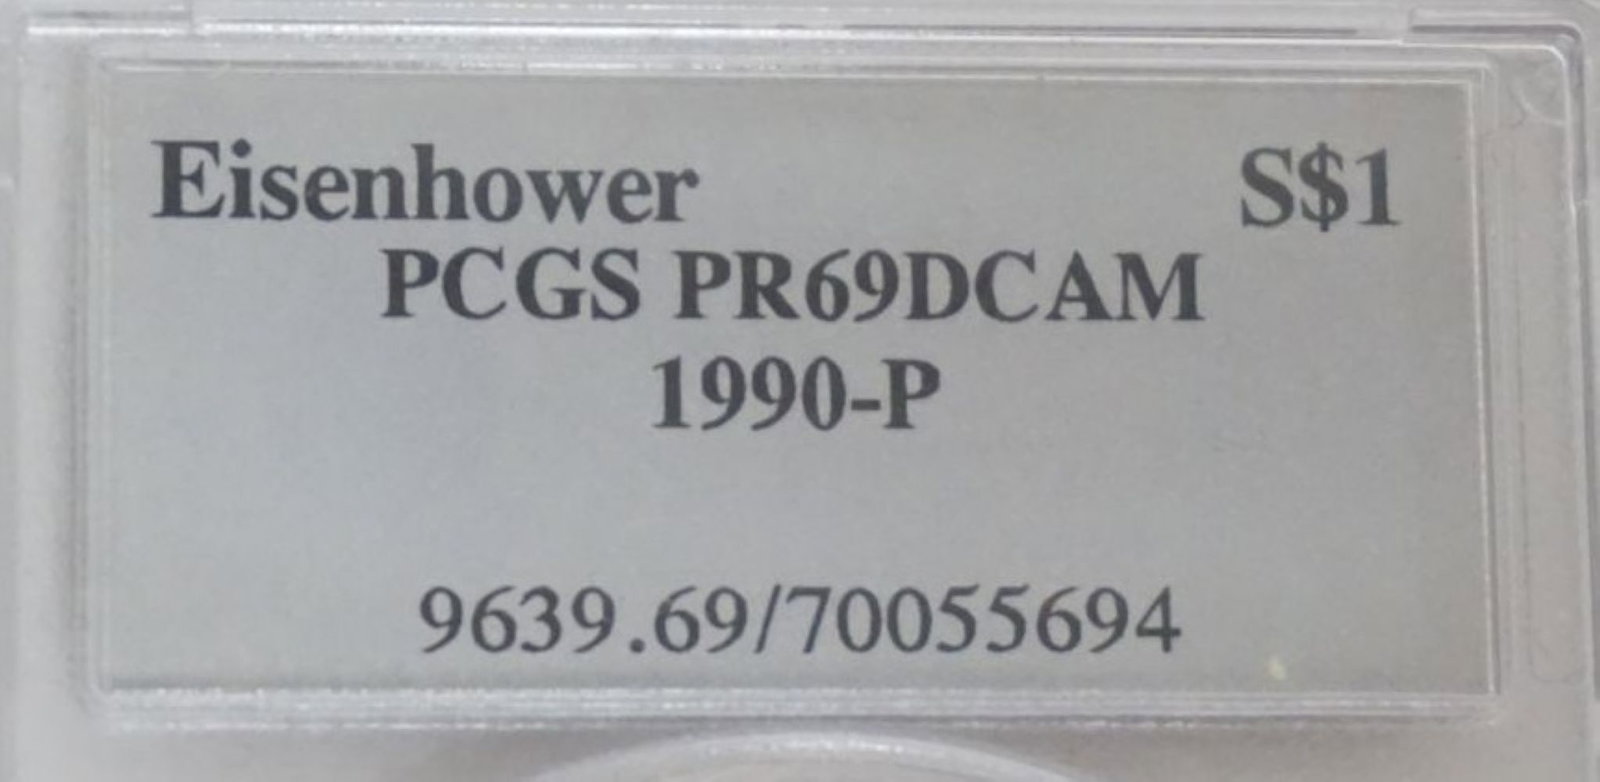 Eisenhower S$1
PCGS PR69DCAM
1990-P
9639.69/70055694